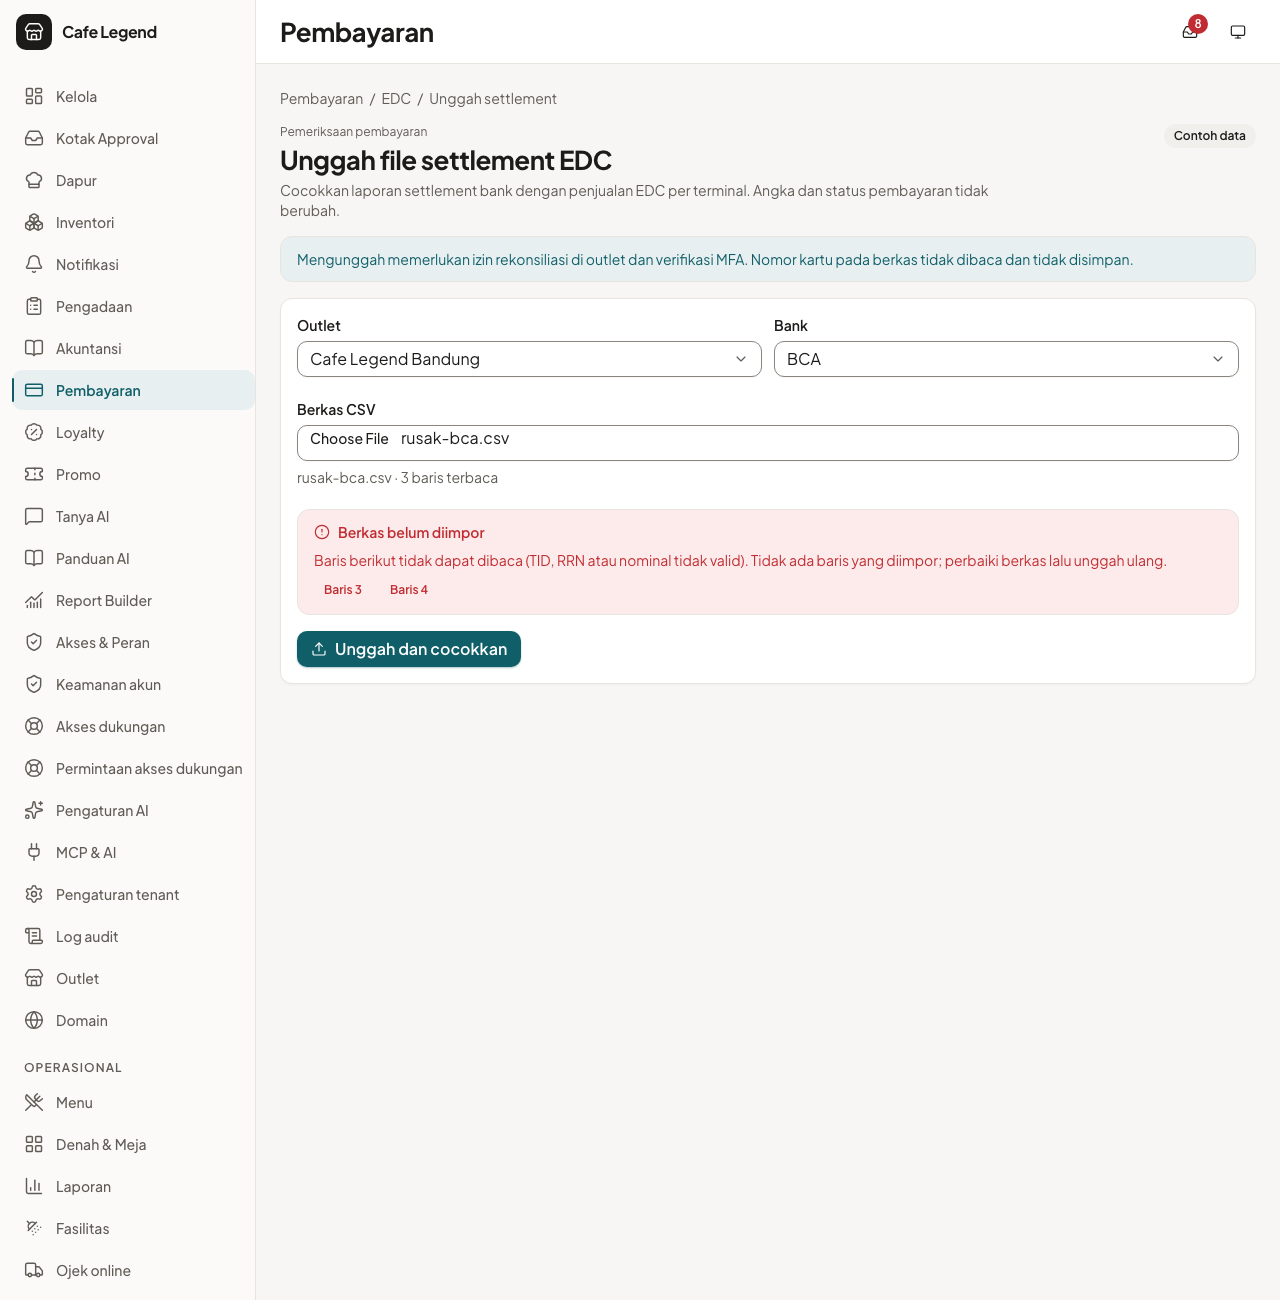 Cafe Legend
Kelola
Kotak Approval
Dapur
Inventori
Notifikasi
Pengadaan
Akuntansi
Pembayaran
Loyalty
Promo
Tanya AI
Panduan AI
Report Builder
Akses & Peran
Keamanan akun
Akses dukungan
Permintaan akses dukungan
Pengaturan AI
MCP & AI
Pengaturan tenant
Log audit
Outlet
Domain
OPERASIONAL
Menu
Denah & Meja
Laporan
Fasilitas
Ojek online
Pembayaran
8
Pembayaran / EDC / Unggah settlement
Pemeriksaan pembayaran
Contoh data
Unggah file settlement EDC
Cocokkan laporan settlement bank dengan penjualan EDC per terminal. Angka dan status pembayaran tidak
berubah.
Mengunggah memerlukan izin rekonsiliasi di outlet dan verifikasi MFA. Nomor kartu pada berkas tidak dibaca dan tidak disimpan.
Outlet
Bank
Cafe Legend Bandung
BCA
Berkas CSV
Choose File rusak-bca.csv
rusak-bca.csv · 3 baris terbaca
Berkas belum diimpor
Baris berikut tidak dapat dibaca (TID, RRN atau nominal tidak valid). Tidak ada baris yang diimpor; perbaiki berkas lalu unggah ulang.
Baris 3 Baris 4
Unggah dan cocokkan